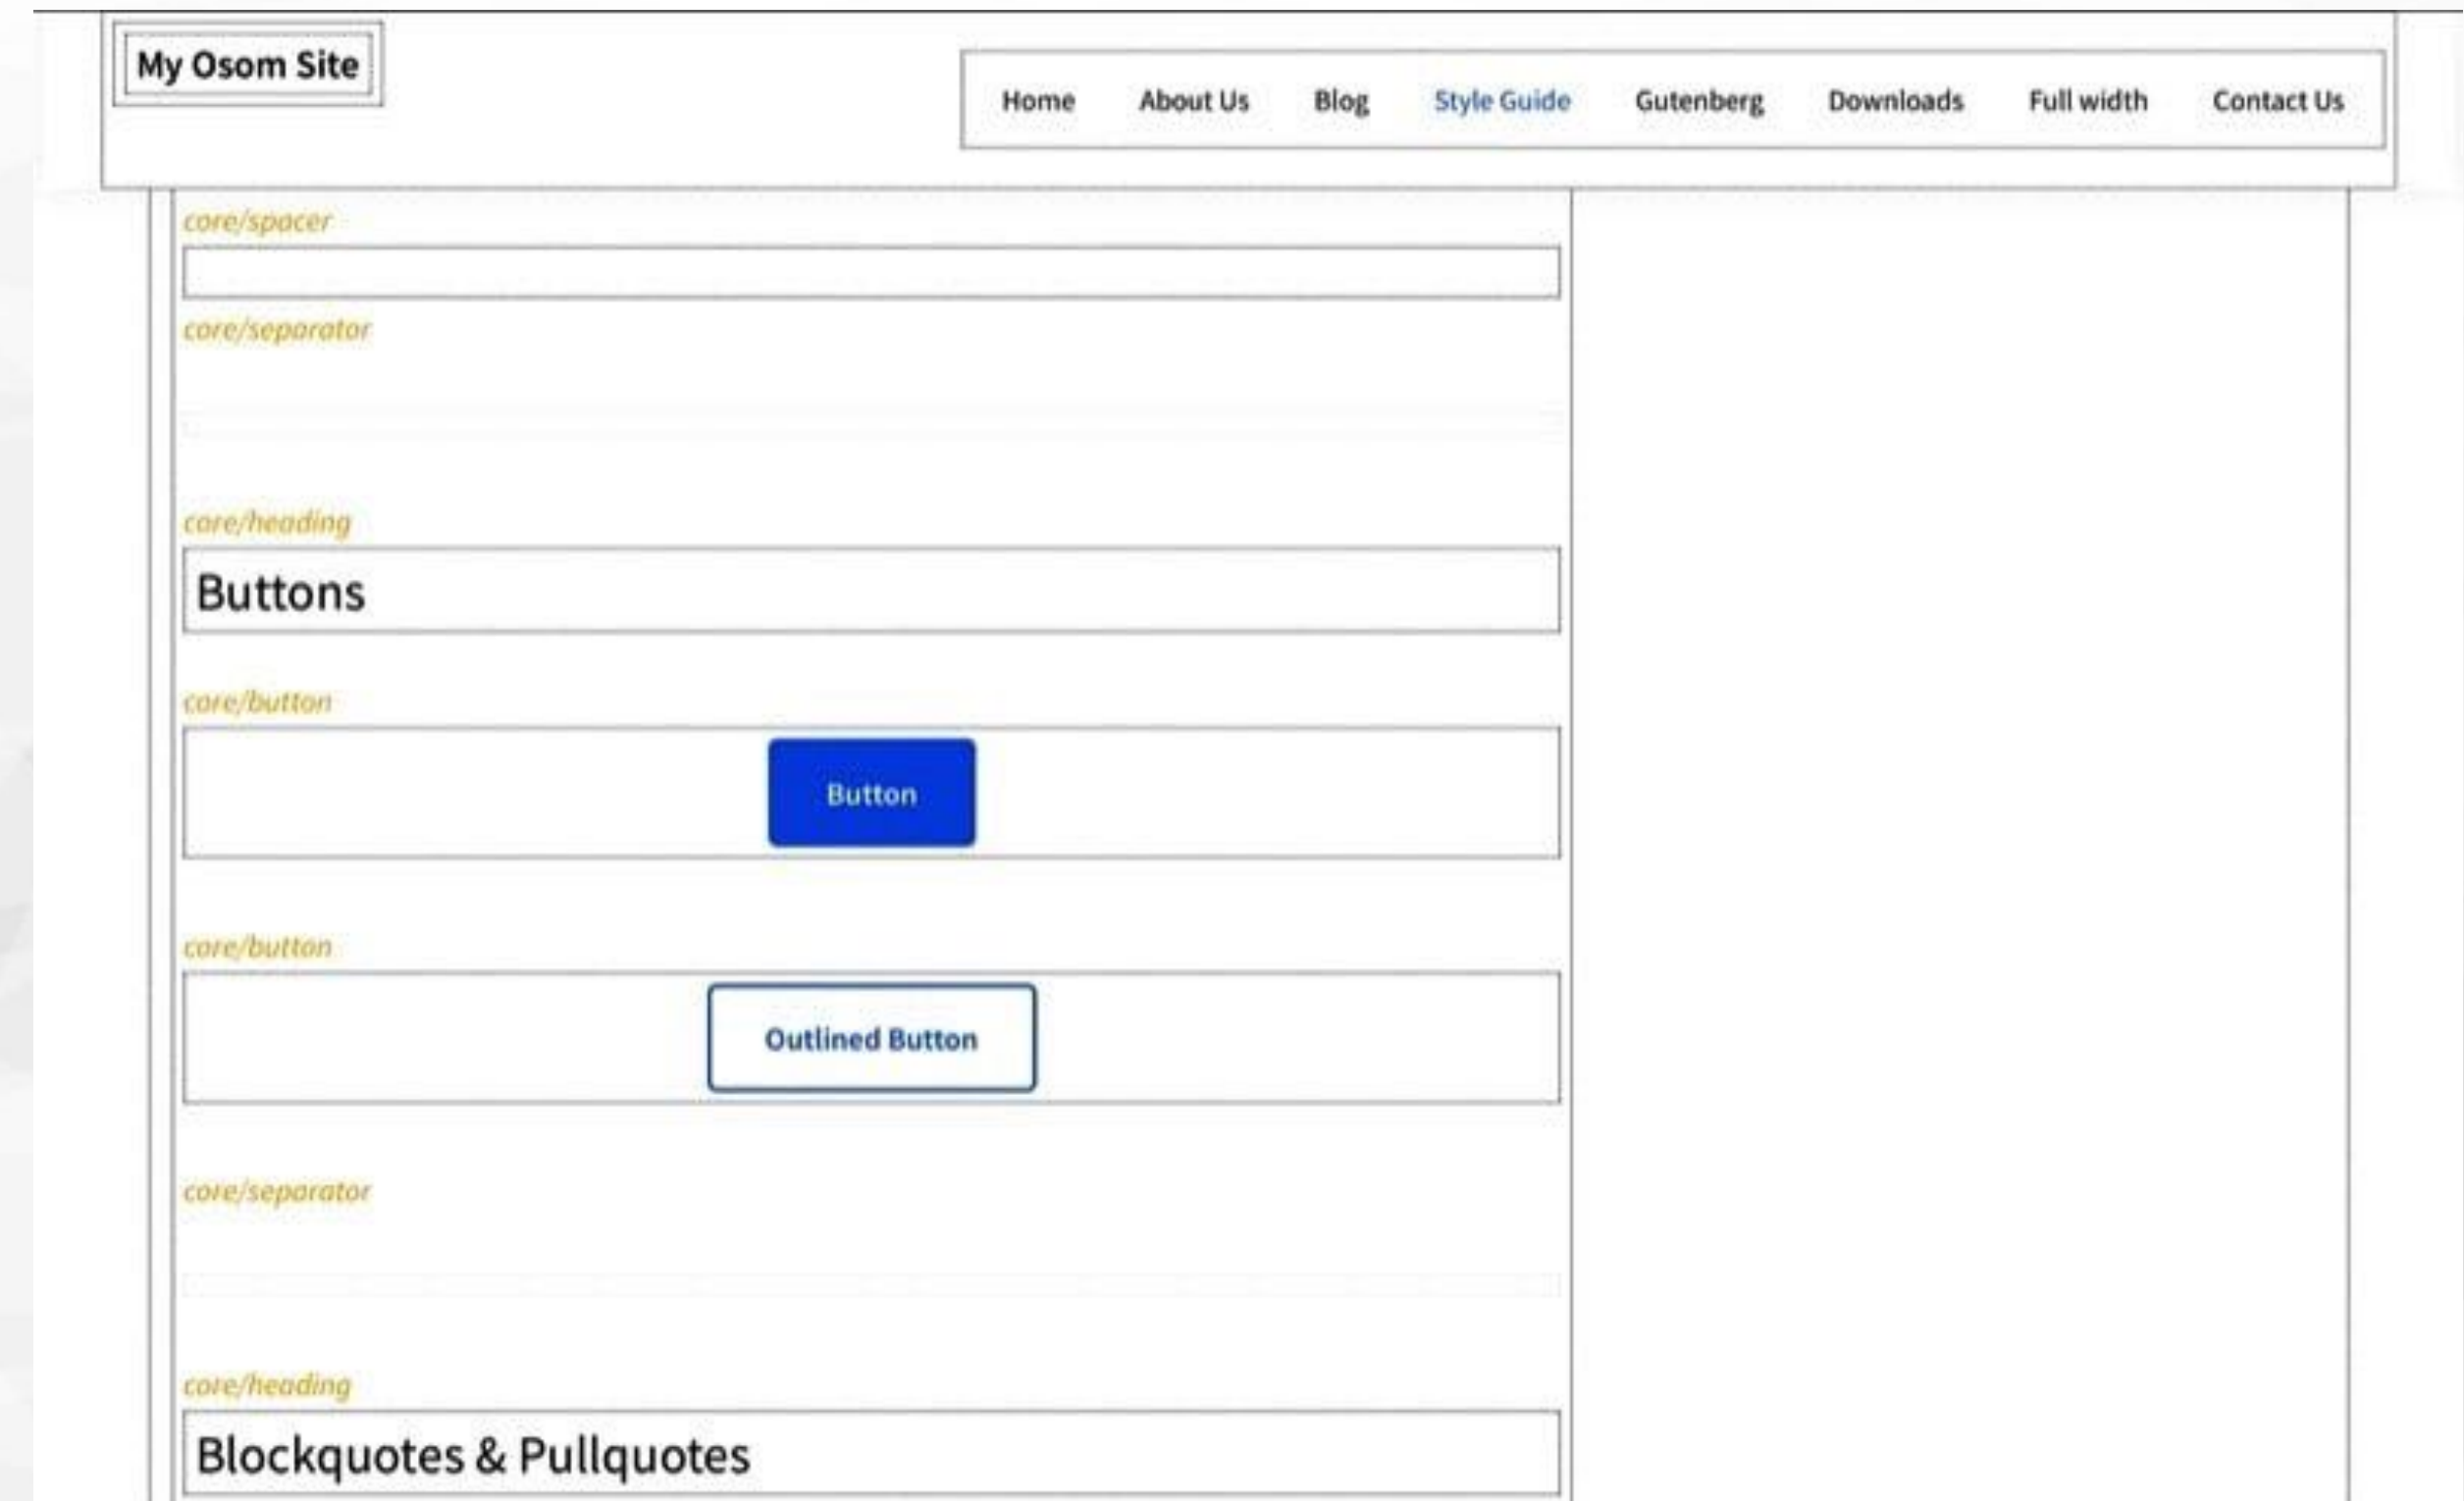 My Osom Site
Home About Us Blog Style Guide Gutenberg Downloads Full width Contact Us
core/spacer
core/separator
core/heading
Buttons
core/button
Button
core/button
Outlined Button
core/separator
core/heading
Blockquotes & Pullquotes